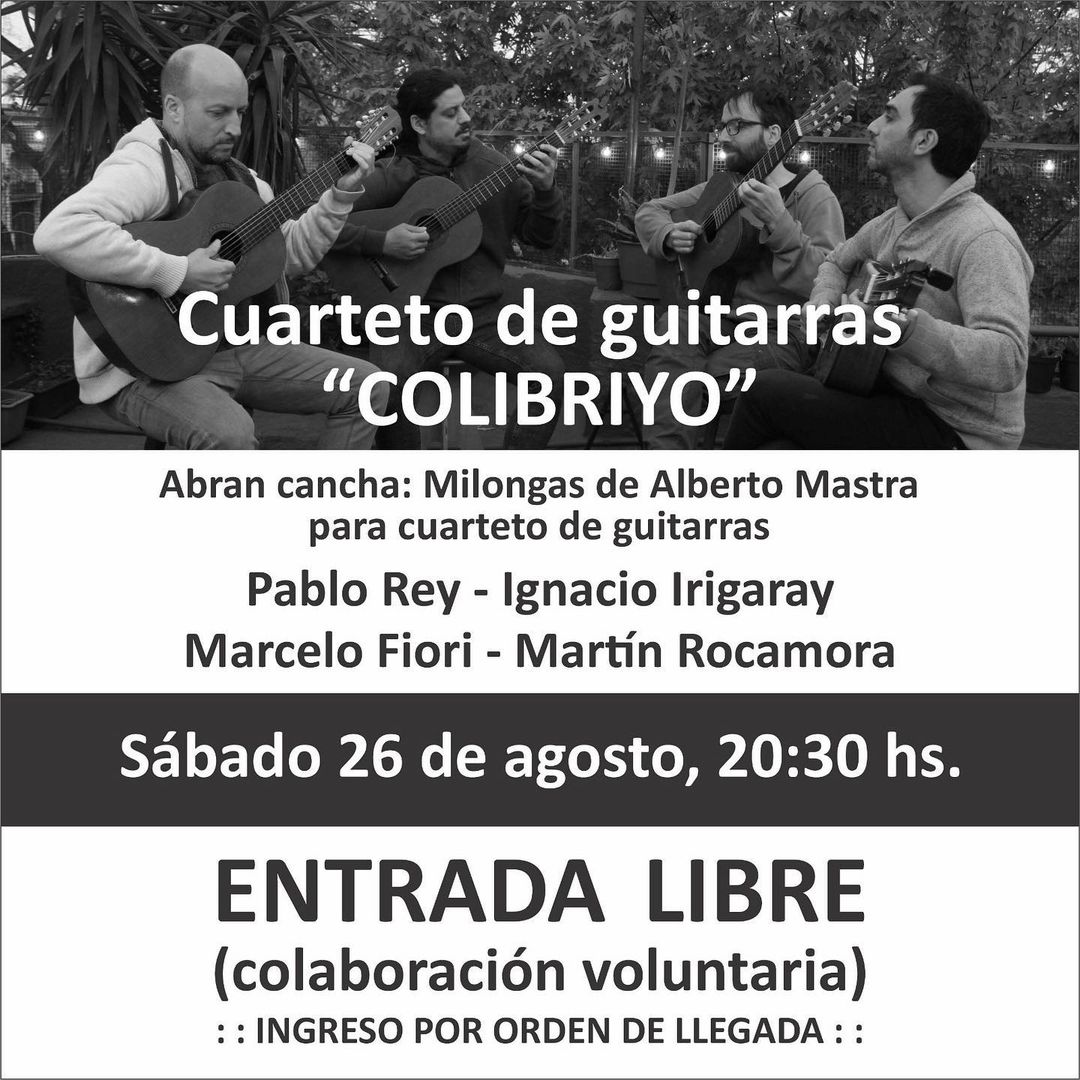 Cuarteto de guitarras
“COLIBRIYO”
Abran cancha: Milongas de Alberto Mastra
para cuarteto de guitarras
Pablo Rey - Ignacio Irigaray
Marcelo Fiori - Martín Rocamora
Sábado 26 de agosto, 20:30 hs.
ENTRADA LIBRE
(colaboración voluntaria)
: : INGRESO POR ORDEN DE LLEGADA : :